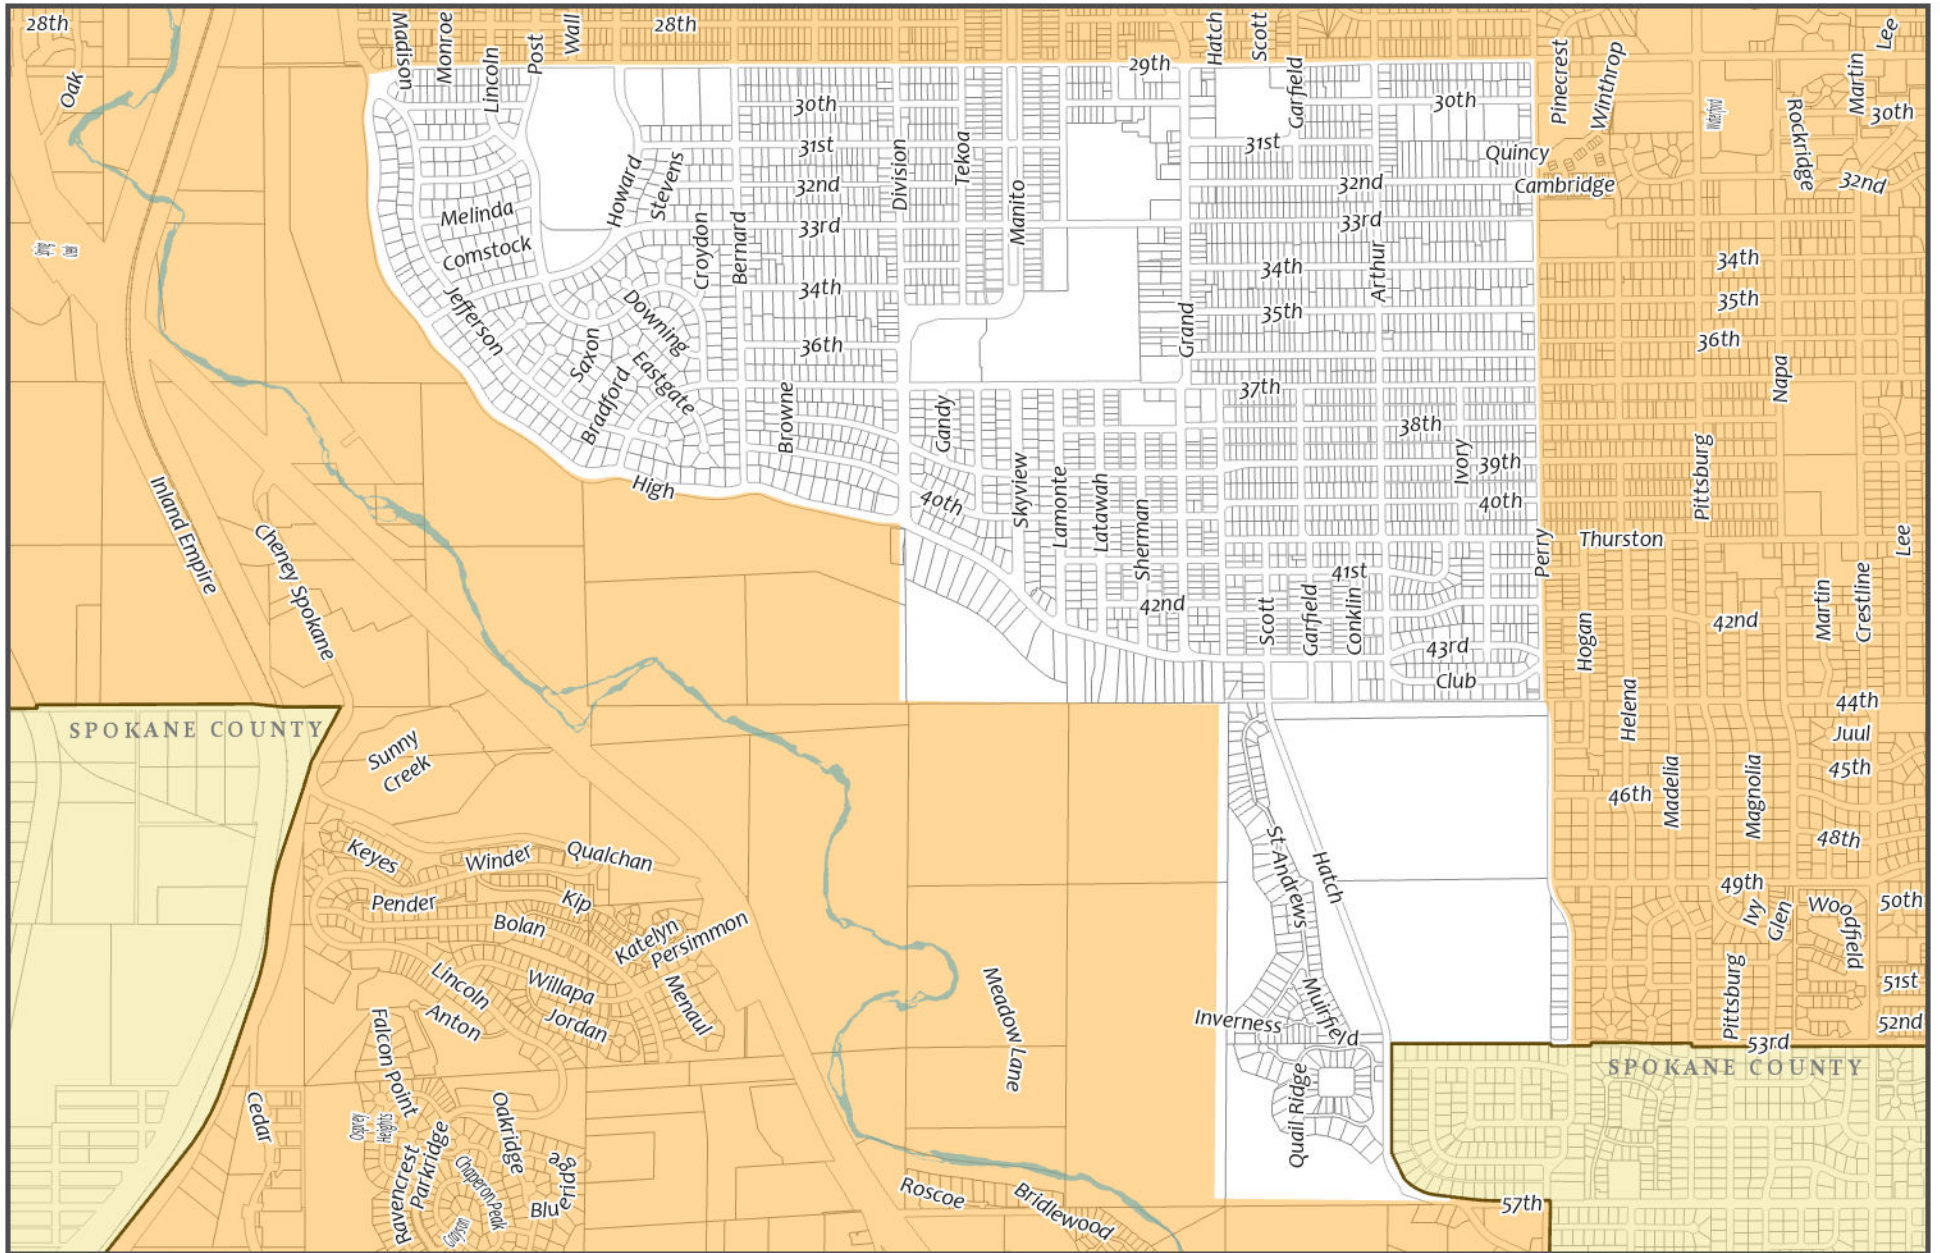 28th
Oak
Madison
Monroe
Lincoln
Post
Wall
28th
29th
Hatch
Scott
Garfield
Pinecrest
Winthrop
Martin
Lee
30th
30th
Waterford
Rockridge
30th
31st
31st
Quincy
Howard
Stevens
Division
Tekoa
Manito
32nd
32nd
Cambridge
32nd
Melinda
Comstock
Croydon
Bernard
33rd
33rd
34th
34th
34th
Arthur
Jefferson
Downing
Saxon
Eastgate
Bradford
35th
35th
Grand
36th
36th
37th
Napa
Browne
Gandy
38th
Ivory
39th
40th
40th
High
Skyview
Lamonte
Latawah
Sherman
Pittsburg
Perry
Thurston
Lee
Inland Empire
Cheney Spokane
41st
42nd
Scott
Garfield
Conklin
42nd
Martin
Crestline
Hogan
43rd
Club
Helena
44th
Juul
45th
SPOKANE COUNTY
Sunny
Creek
46th
Madelia
Magnolia
48th
Keyes
Winder
Qualchan
St Andrews
Hatch
49th
Ivy
Glen
Woodfield
50th
Pender
Kip
Bolan
Katelyn
Persimmon
Lincoln
Willapa
Menaul
Anton
Jordan
Meadow Lane
Muirfield
Inverness
Pittsburg
51st
52nd
53rd
SPOKANE COUNTY
Falcon Point
Cedar
Osprey
Heights
Oakridge
Quail Ridge
Ravencrest
Parkridge
Chaperon Peak
Grayson
Blueridge
Roscoe
Bridlewood
57th